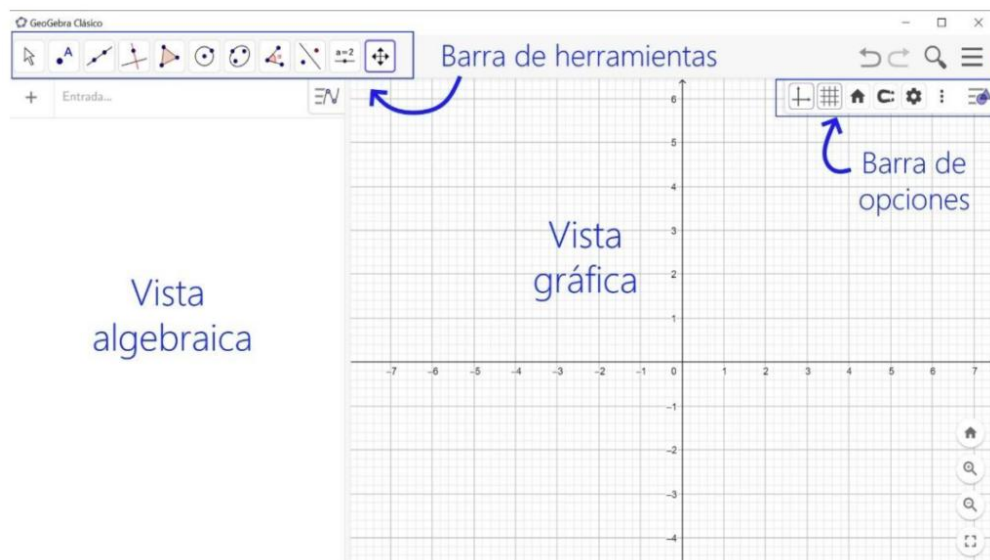 GeoGebra Clásico
A
a=2
Barra de herramientas
Entrada...
Barra de
opciones
Vista
gráfica
Vista
algebraica
6
5
4
3
2
1
-7 -6 -5 -4 -3 -2 -1 0 1 2 3 4 5 6 7
-1
-2
-3
-4